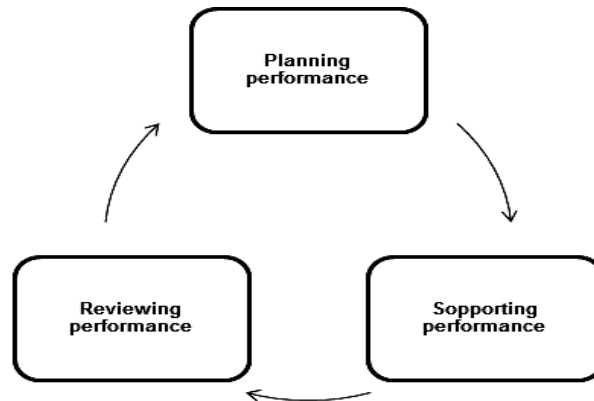 Planning
performance
Reviewing
performance
Sopporting
performance